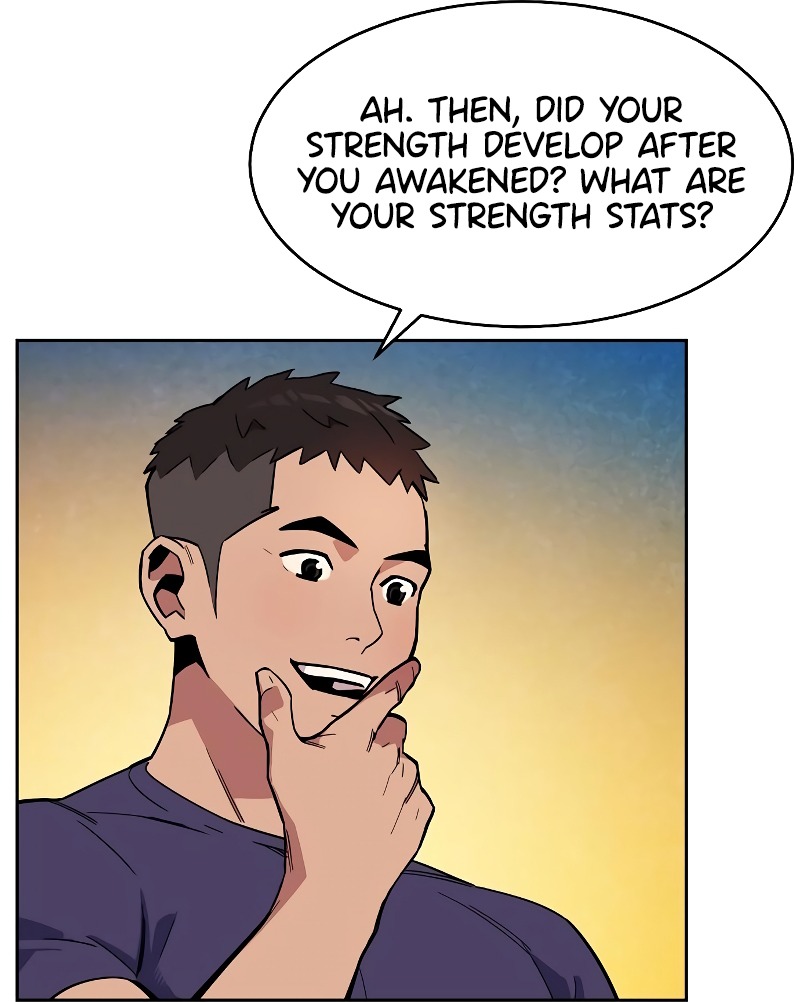 AH. THEN, DID YOUR
STRENGTH DEVELOP AFTER
YOU AWAKENED? WHAT ARE
YOUR STRENGTH STATS?